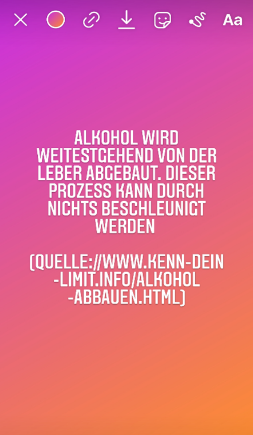 Aa
ALKOHOL WIRD
WEITESTGEHEND VON DER
LEBER ABGEBAUT. DIESER
PROZESS KANN DURCH
NICHTS BESCHLEUNIGT
WERDEN
(QUELLE://WWW.KENN-DEIN
-LIMIT.INFO/ALKOHOL
-ABBAUEN.HTML)